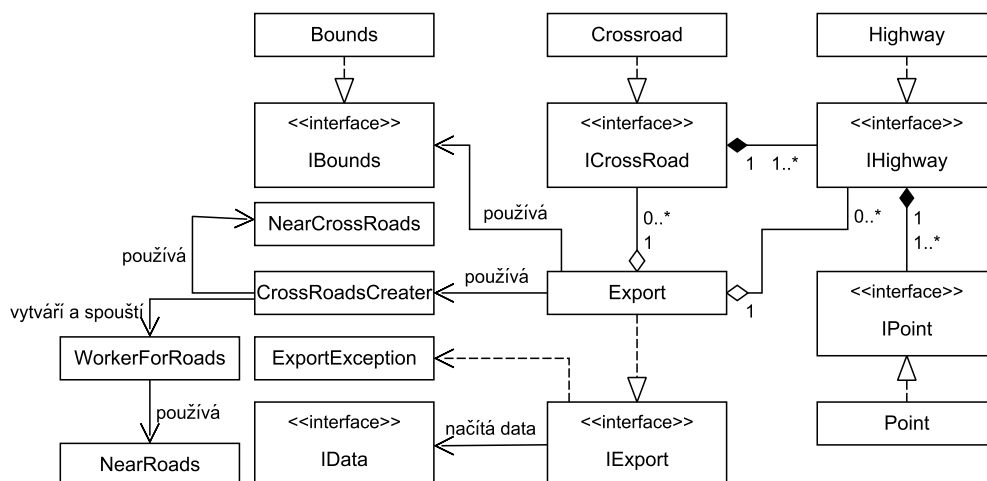 Bounds
Crossroad
Highway
<<interface>>
IBounds
<<interface>>
ICrossRoad
<<interface>>
IHighway
1
1..*
NearCrossRoads
používá
0..*
1
0..*
1
1
1..*
používá
CrossRoadsCreater
používá
Export
<<interface>>
IPoint
vytváří a spouští
WorkerForRoads
ExportException
používá
<<interface>>
IData
načítá data
<<interface>>
IExport
Point
NearRoads